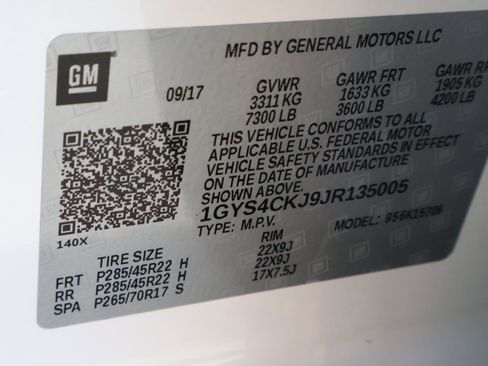 GM
MFD BY GENERAL MOTORS LLC
09/17 GVWR GAWR FRT GAWR RR
3311 KG 1633 KG 1905 KG
7300 LB 3600 LB 4200 LB
THIS VEHICLE CONFORMS TO ALL
APPLICABLE U.S. FEDERAL MOTOR
VEHICLE SAFETY STANDARDS IN EFFECT
ON THE DATE OF MANUFACTURE
SHOWN ABOVE.
1GYS4CKJ9JR135005
TYPE: M.P.V. MODEL: 9S6K15706
140X
TIRE SIZE RIM
FRT P285/45R22 H 22X9J
RR P285/45R22 H 22X9J
SPA P265/70R17 S 17X7.5J